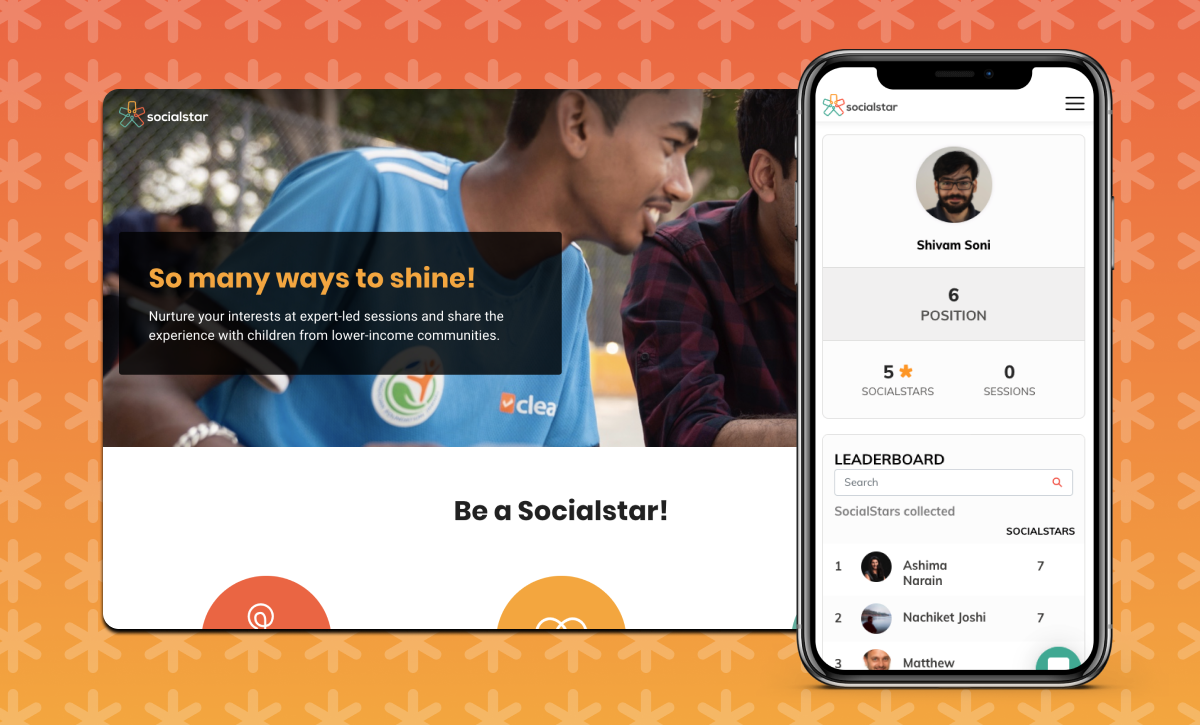 socialstar
So many ways to shine!
Nurture your interests at expert-led sessions and share the
experience with children from lower-income communities.
clea
Be a Socialstar!
socialstar
Shivam Soni
6
POSITION
5
SOCIALSTARS
0
SESSIONS
LEADERBOARD
Search
SocialStars collected
SOCIALSTARS
1 Ashima 7
Narain
2 Nachiket Joshi 7
3 Matthew